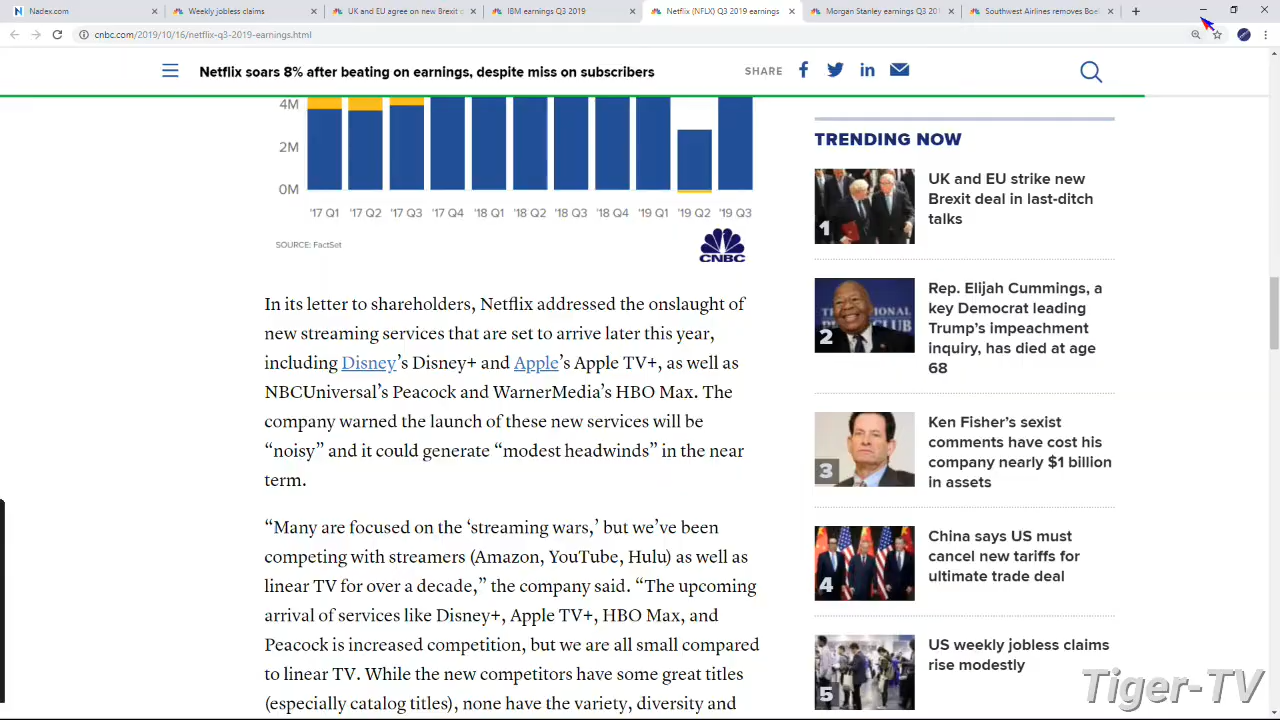 Nadex.com
Weekly jobless claims
UK and EU agree on new Brexit
IBM earnings Q3 2019
Netflix (NFLX) Q3 2019 earnings
Morgan Stanley earnings Q3 201
Southwest Airlines removes Boe
cnbc.com/2019/10/16/netflix-q3-2019-earnings.html
Netflix soars 8% after beating on earnings, despite miss on subscribers
SHARE
4M
2M
0M
'17 Q1 '17 Q2 '17 Q3 '17 Q4 '18 Q1 '18 Q2 '18 Q3 '18 Q4 '19 Q1 '19 Q2 '19 Q3
SOURCE: FactSet
CNBC
In its letter to shareholders, Netflix addressed the onslaught of
new streaming services that are set to arrive later this year,
including Disney’s Disney+ and Apple’s Apple TV+, as well as
NBCUniversal’s Peacock and WarnerMedia’s HBO Max. The
company warned the launch of these new services will be
“noisy” and it could generate “modest headwinds” in the near
term.
“Many are focused on the ‘streaming wars,’ but we’ve been
competing with streamers (Amazon, YouTube, Hulu) as well as
linear TV for over a decade,” the company said. “The upcoming
arrival of services like Disney+, Apple TV+, HBO Max, and
Peacock is increased competition, but we are all small compared
to linear TV. While the new competitors have some great titles
(especially catalog titles), none have the variety, diversity and
TRENDING NOW
1
UK and EU strike new
Brexit deal in last-ditch
talks
2
Rep. Elijah Cummings, a
key Democrat leading
Trump’s impeachment
inquiry, has died at age
68
3
Ken Fisher’s sexist
comments have cost his
company nearly $1 billion
in assets
4
China says US must
cancel new tariffs for
ultimate trade deal
5
US weekly jobless claims
rise modestly
Tiger-TV